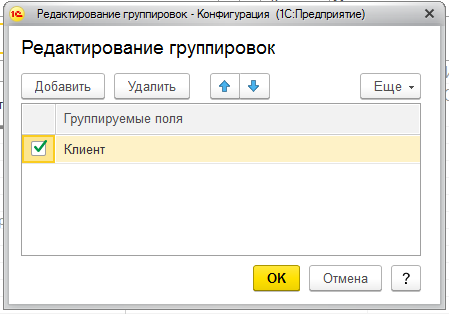 Редактирование группировок - Конфигурация (1С:Предприятие)
Редактирование группировок
Добавить Удалить Еще
Группируемые поля
Клиент
ОК Отмена ?